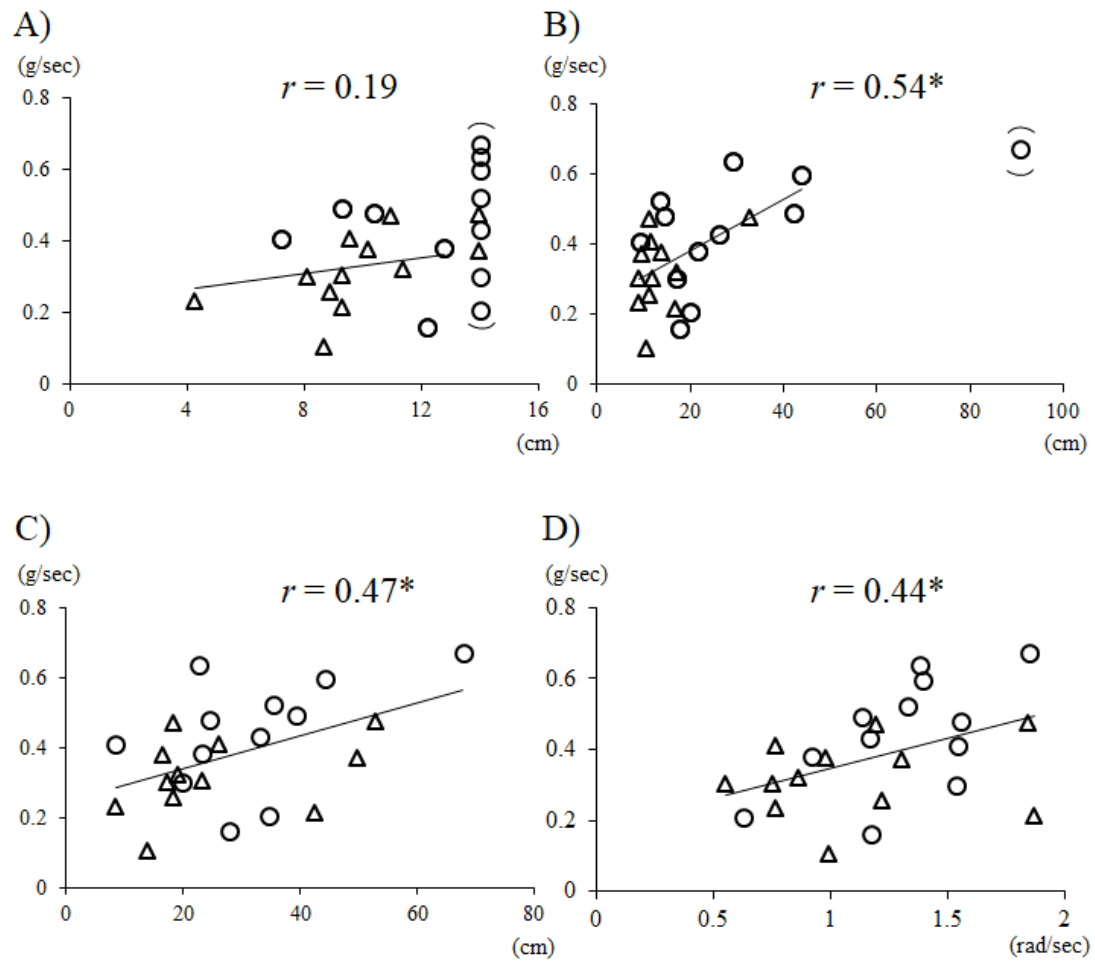 A)
(g/sec)
r = 0.19
0.8
0.6
0.4
0.2
0
0 4 8 12 16
(cm)
B)
(g/sec)
r = 0.54*
0.8
0.6
0.4
0.2
0
0 20 40 60 80 100
(cm)
C)
(g/sec)
r = 0.47*
0.8
0.6
0.4
0.2
0
0 20 40 60 80
(cm)
D)
(g/sec)
r = 0.44*
0.8
0.6
0.4
0.2
0
0 0.5 1 1.5 2
(rad/sec)